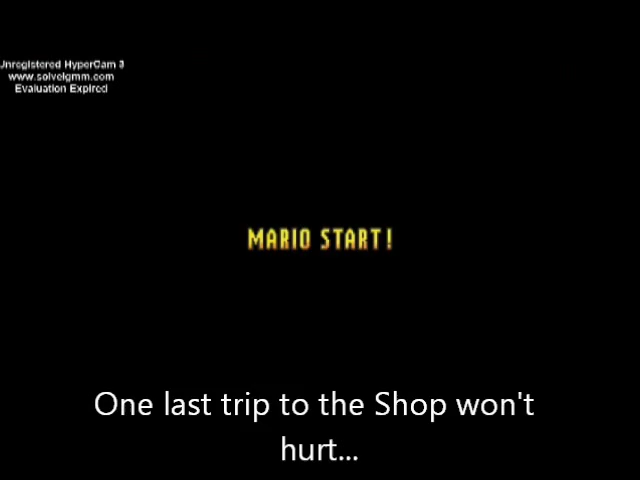 Unregistered HyperCam 3
www.solveigmm.com
Evaluation Expired
MARIO START!
One last trip to the Shop won't
hurt...